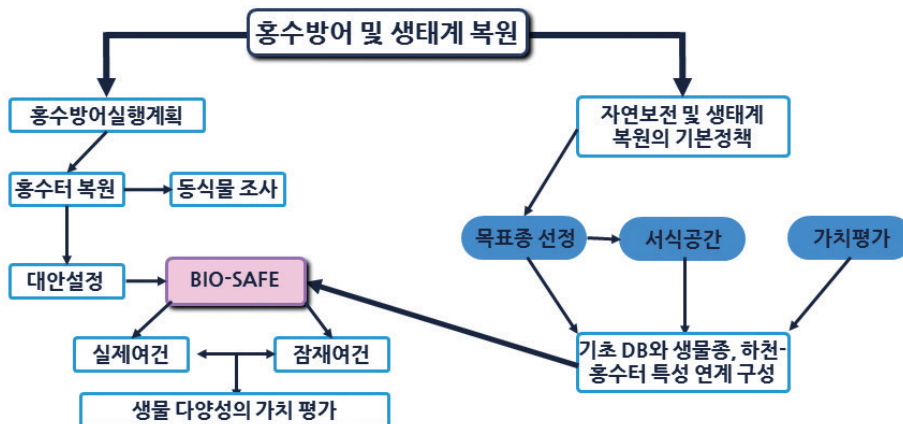 홍수방어 및 생태계 복원
홍수방어실행계획
자연보전 및 생태계
복원의 기본정책
홍수터 복원
동식물 조사
목표종 선정
서식공간
가치평가
대안설정
BIO-SAFE
실제여건
잠재여건
기초 DB와 생물종, 하천-
홍수터 특성 연계 구성
생물 다양성의 가치 평가